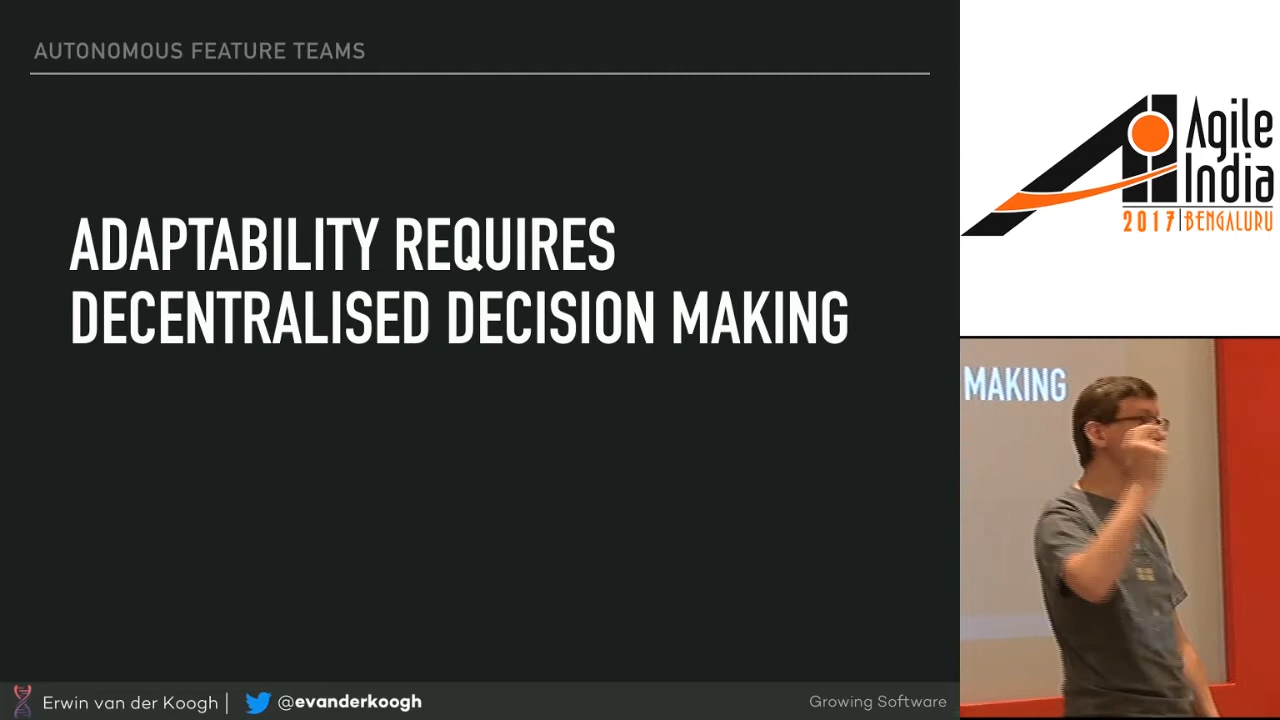 AUTONOMOUS FEATURE TEAMS
ADAPTABILITY REQUIRES
DECENTRALISED DECISION MAKING
Erwin van der Koogh |
@evanderkoogh
Growing Software
Agile
India
2017 | BENGALURU
MAKING